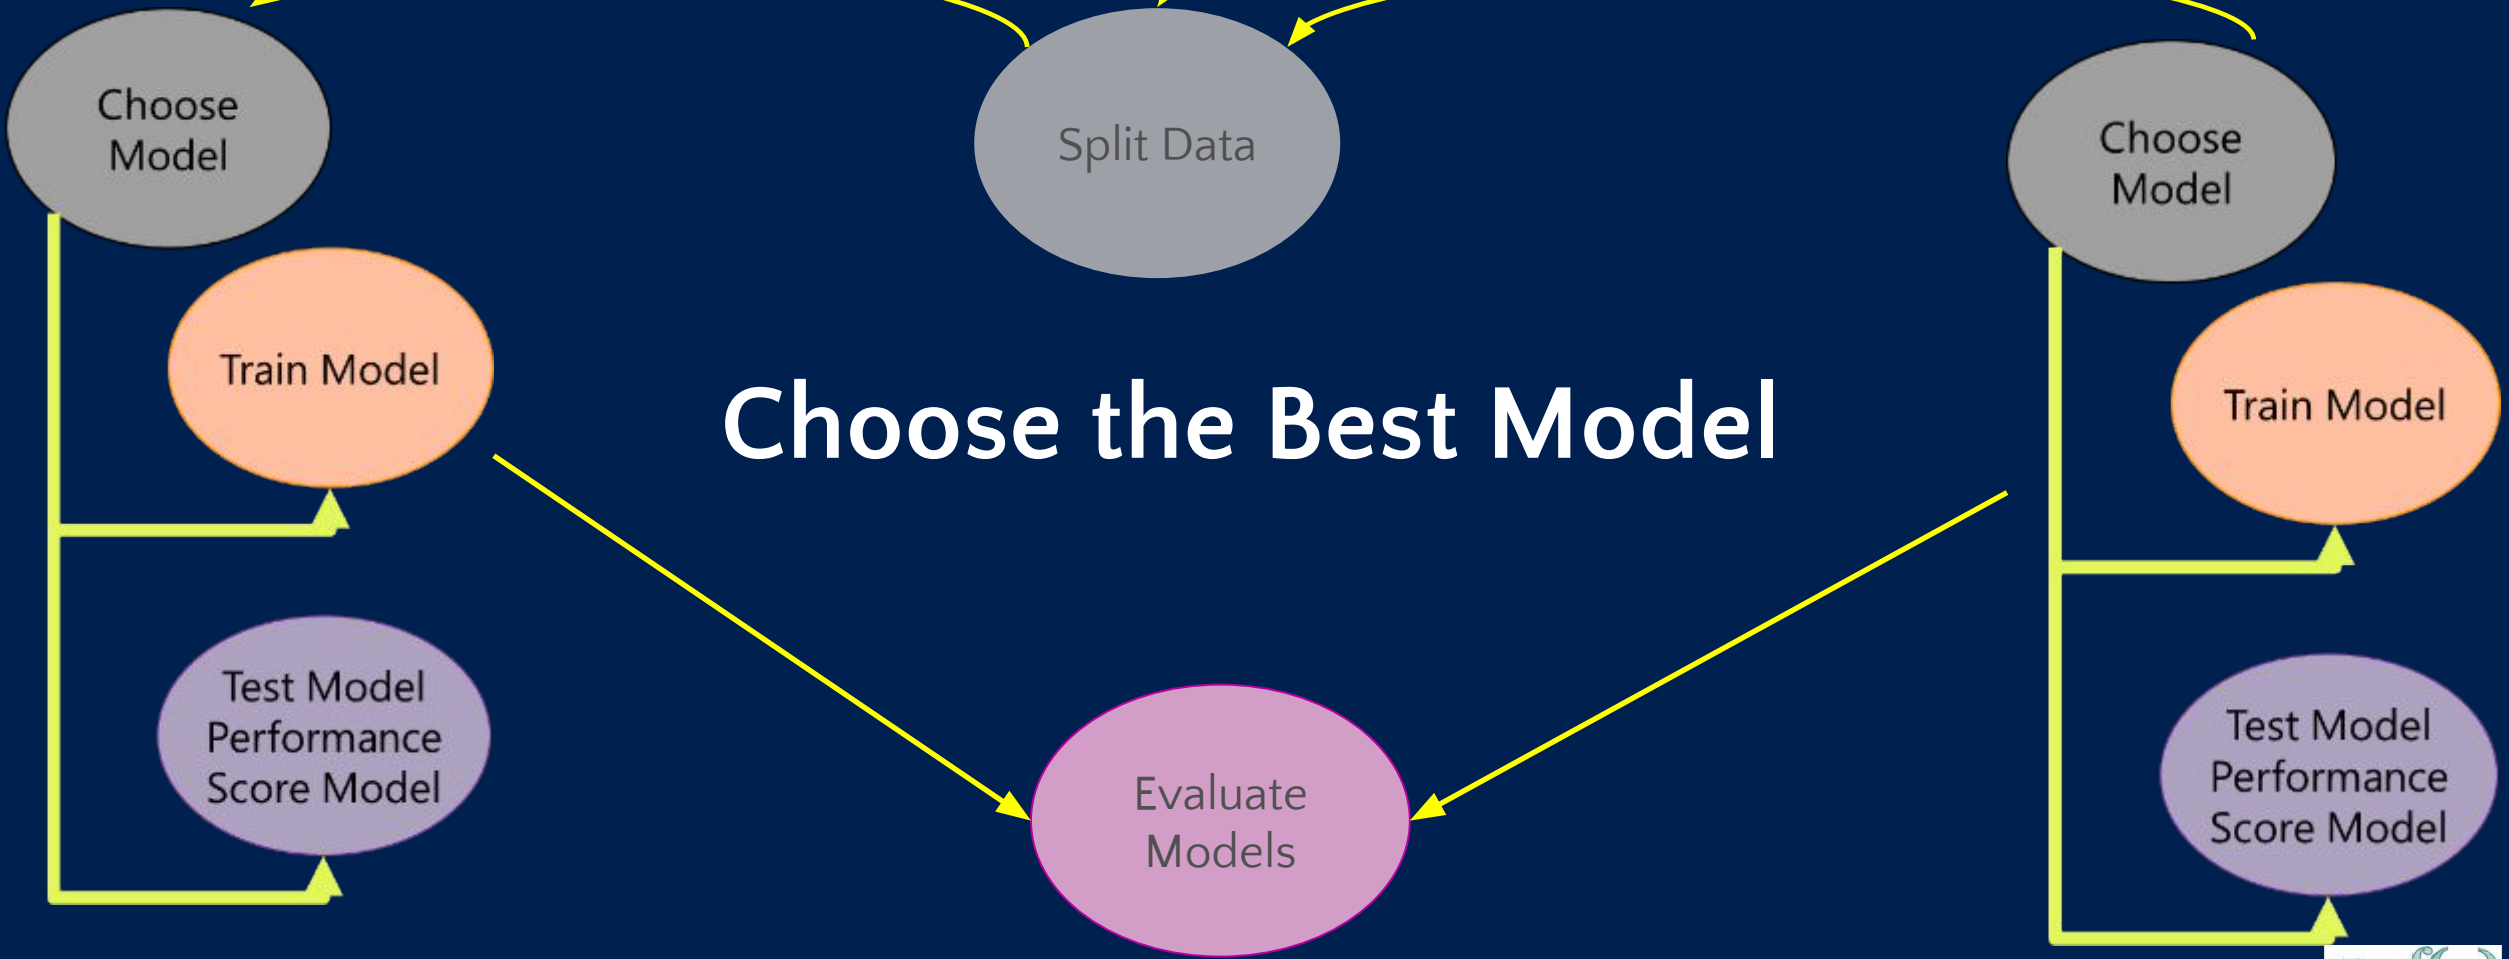 Choose
Model
Split Data
Choose
Model
Train Model
Train Model
Choose the Best Model
Test Model
Performance
Score Model
Evaluate
Models
Test Model
Performance
Score Model